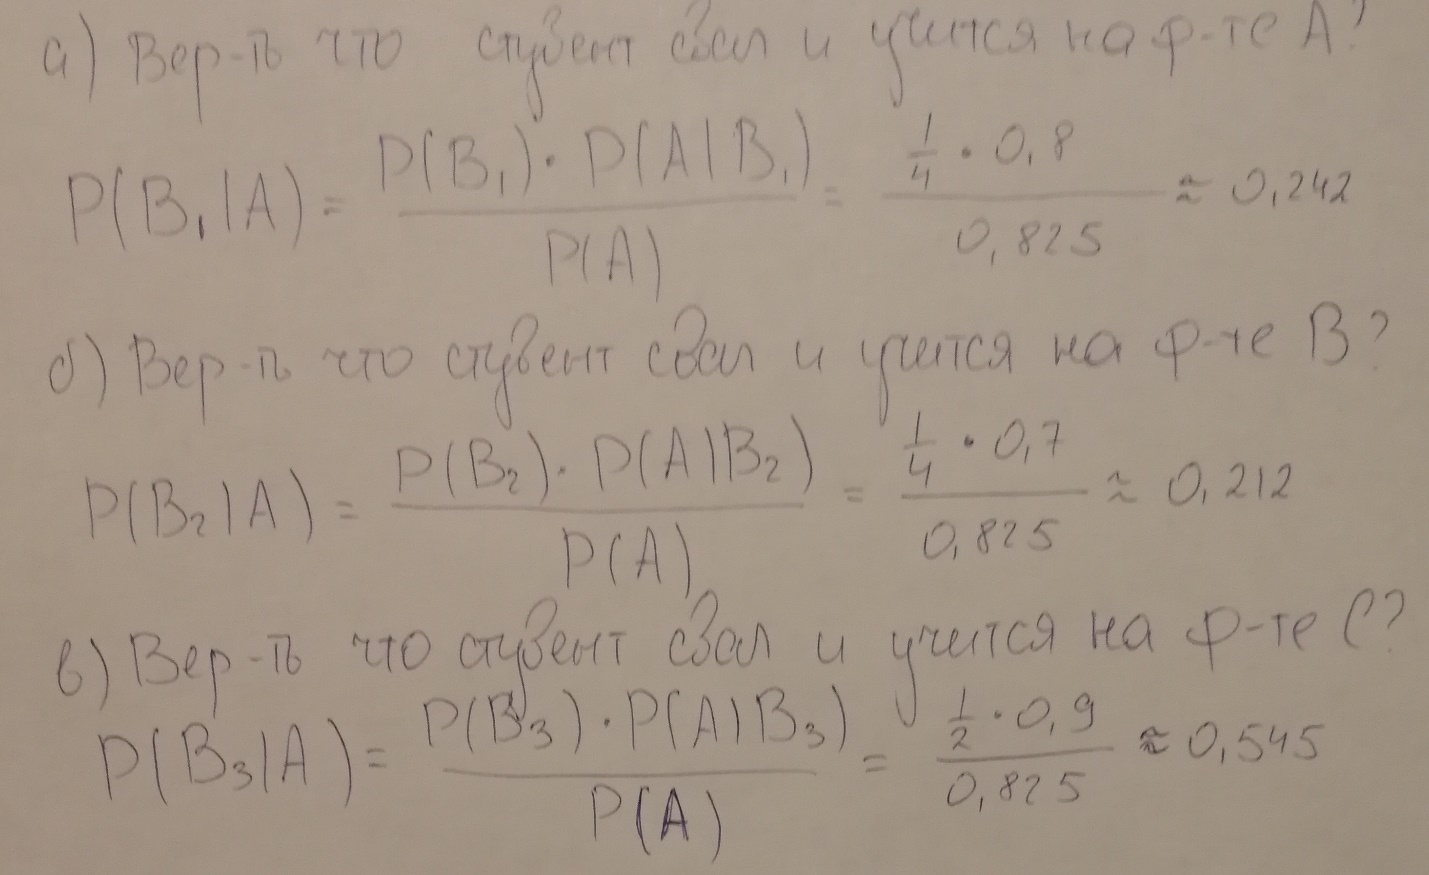 а) Вер-ть что студент сдал и учится на ф-те А?
P(B₁|A) = P(B₁) · P(A|B₁) / P(A) = 1/4 · 0,8 / 0,825 ≈ 0,242
б) Вер-ть что студент сдал и учится на ф-те В?
P(B₂|A) = P(B₂) · P(A|B₂) / P(A) = 1/4 · 0,7 / 0,825 ≈ 0,212
в) Вер-ть что студент сдал и учится на ф-те С?
P(B₃|A) = P(B₃) · P(A|B₃) / P(A) = 1/2 · 0,9 / 0,825 ≈ 0,545